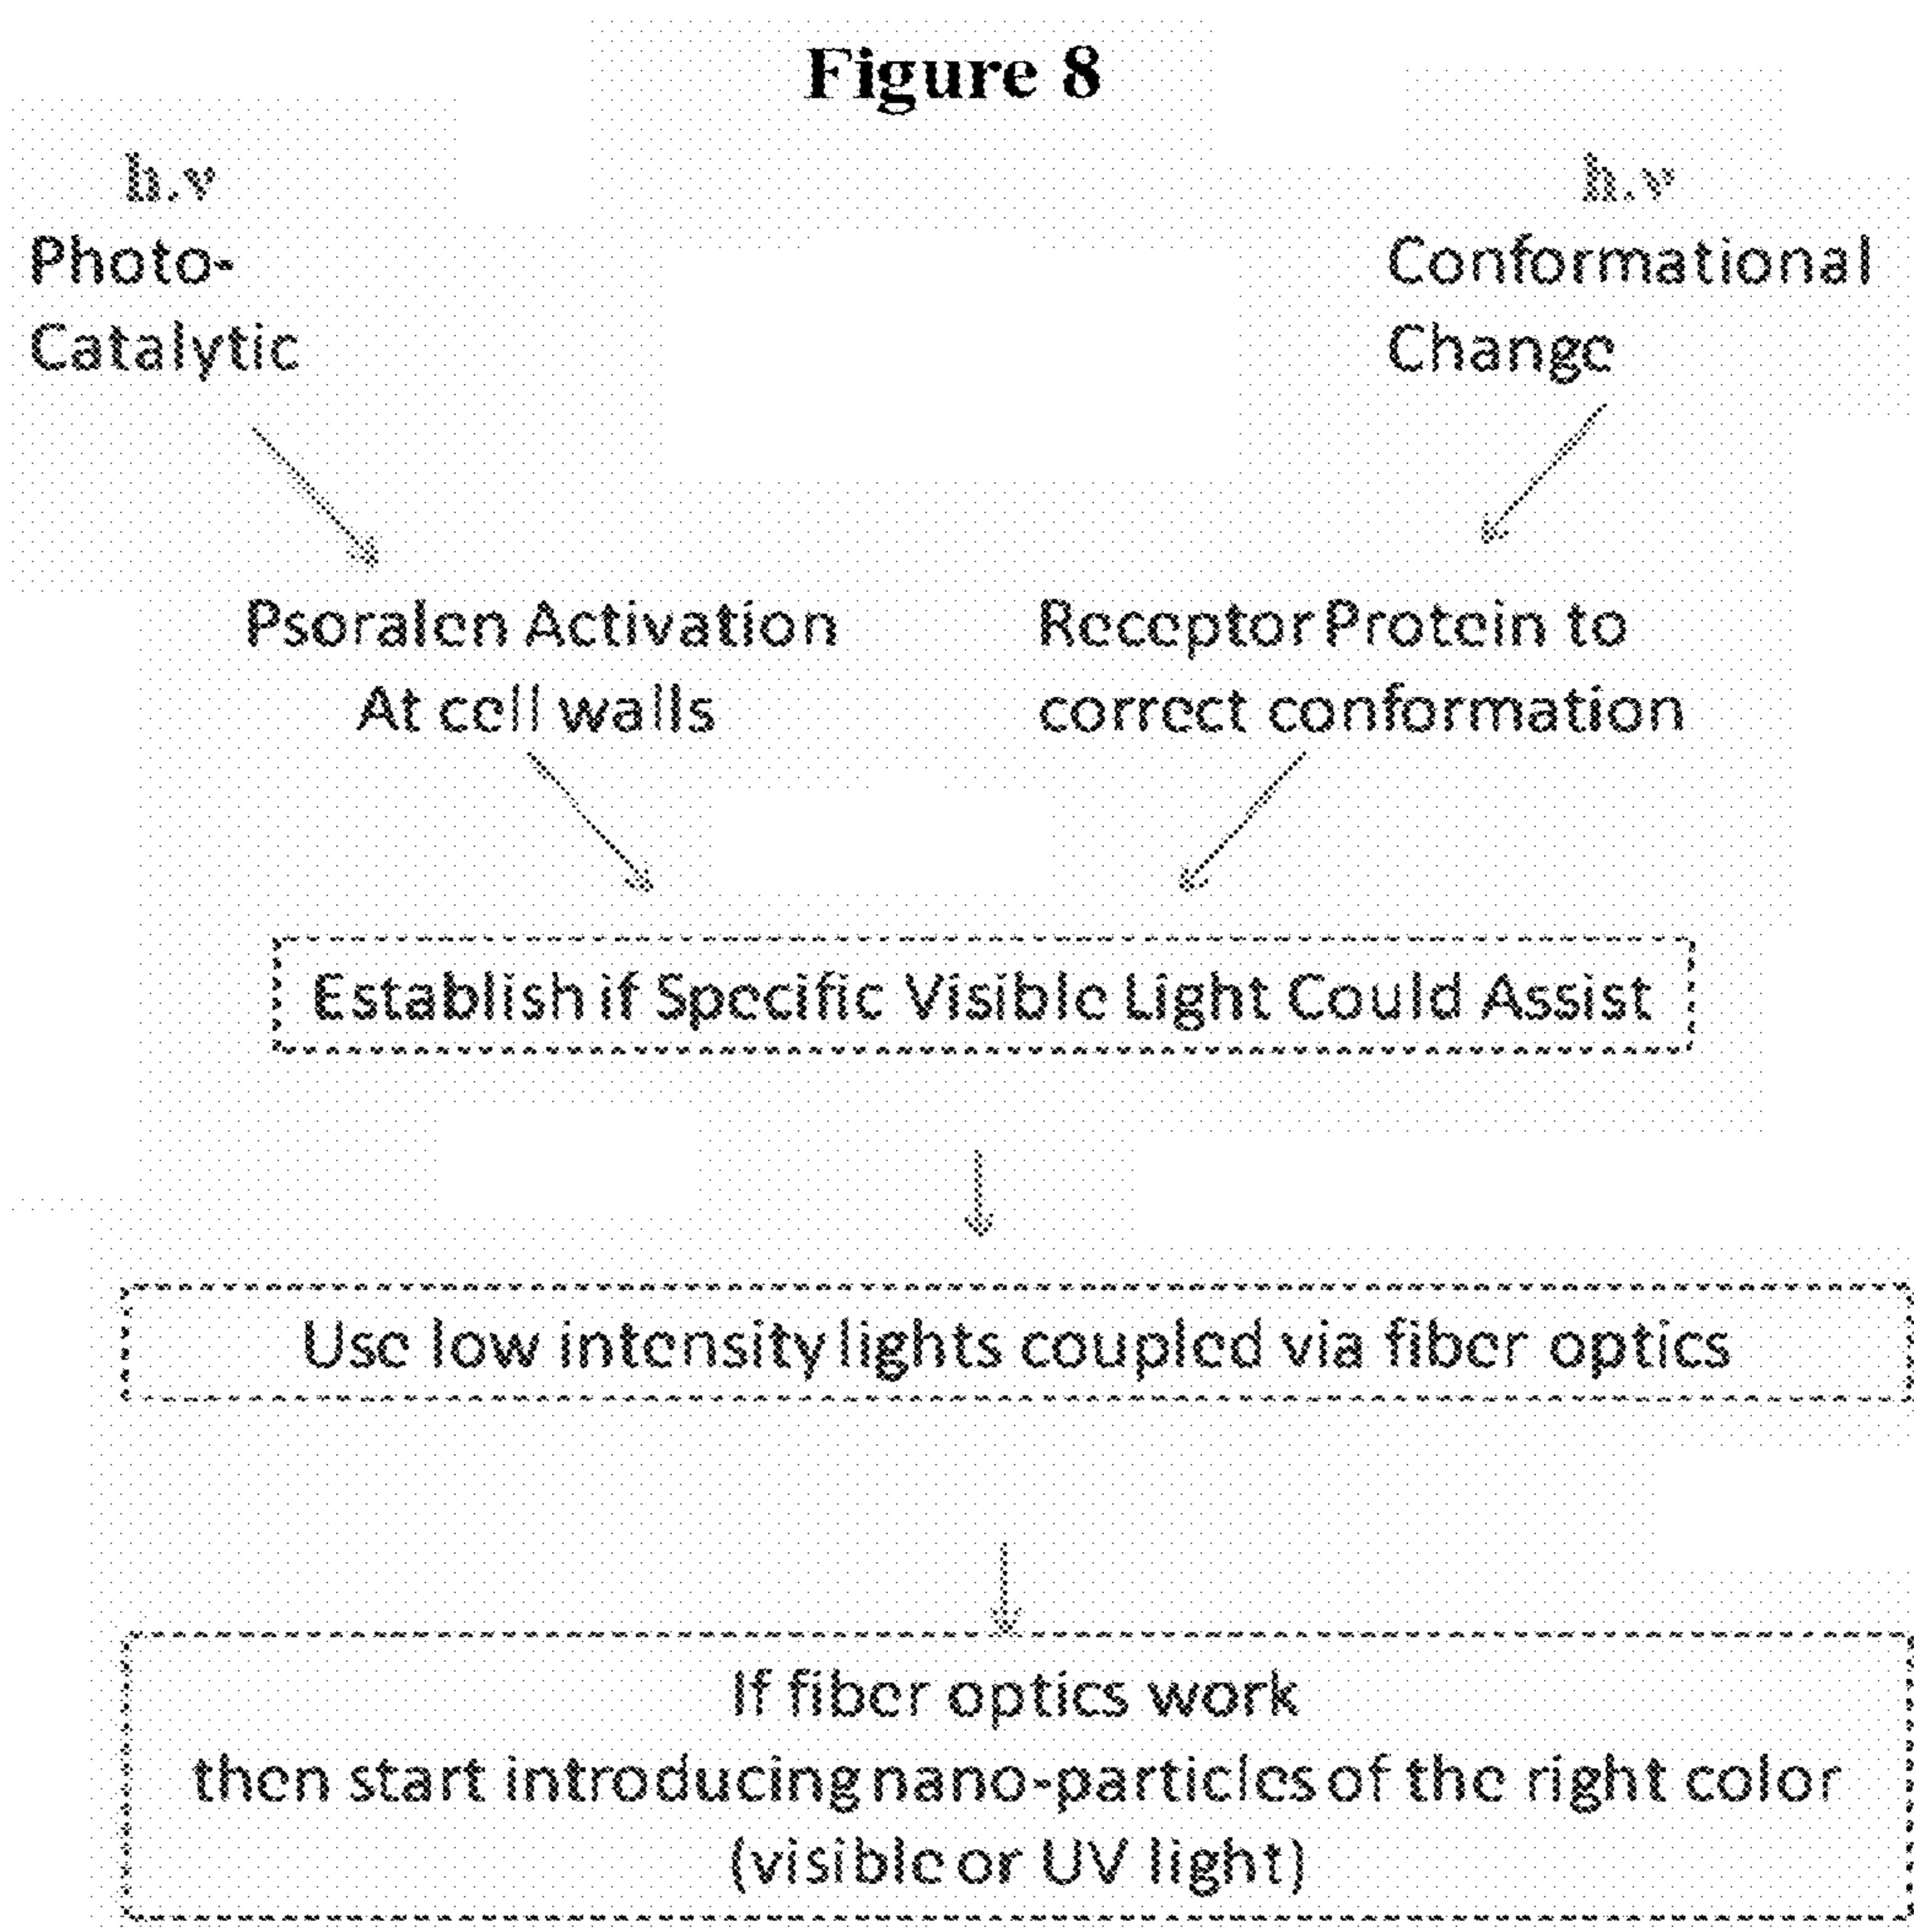 Figure 8
h.ν
Photo-
Catalytic
h.ν
Conformational
Change
Psoralen Activation
At cell walls
Receptor Protein to
correct conformation
Establish if Specific Visible Light Could Assist
Use low intensity lights coupled via fiber optics
If fiber optics work
then start introducing nano-particles of the right color
(visible or UV light)